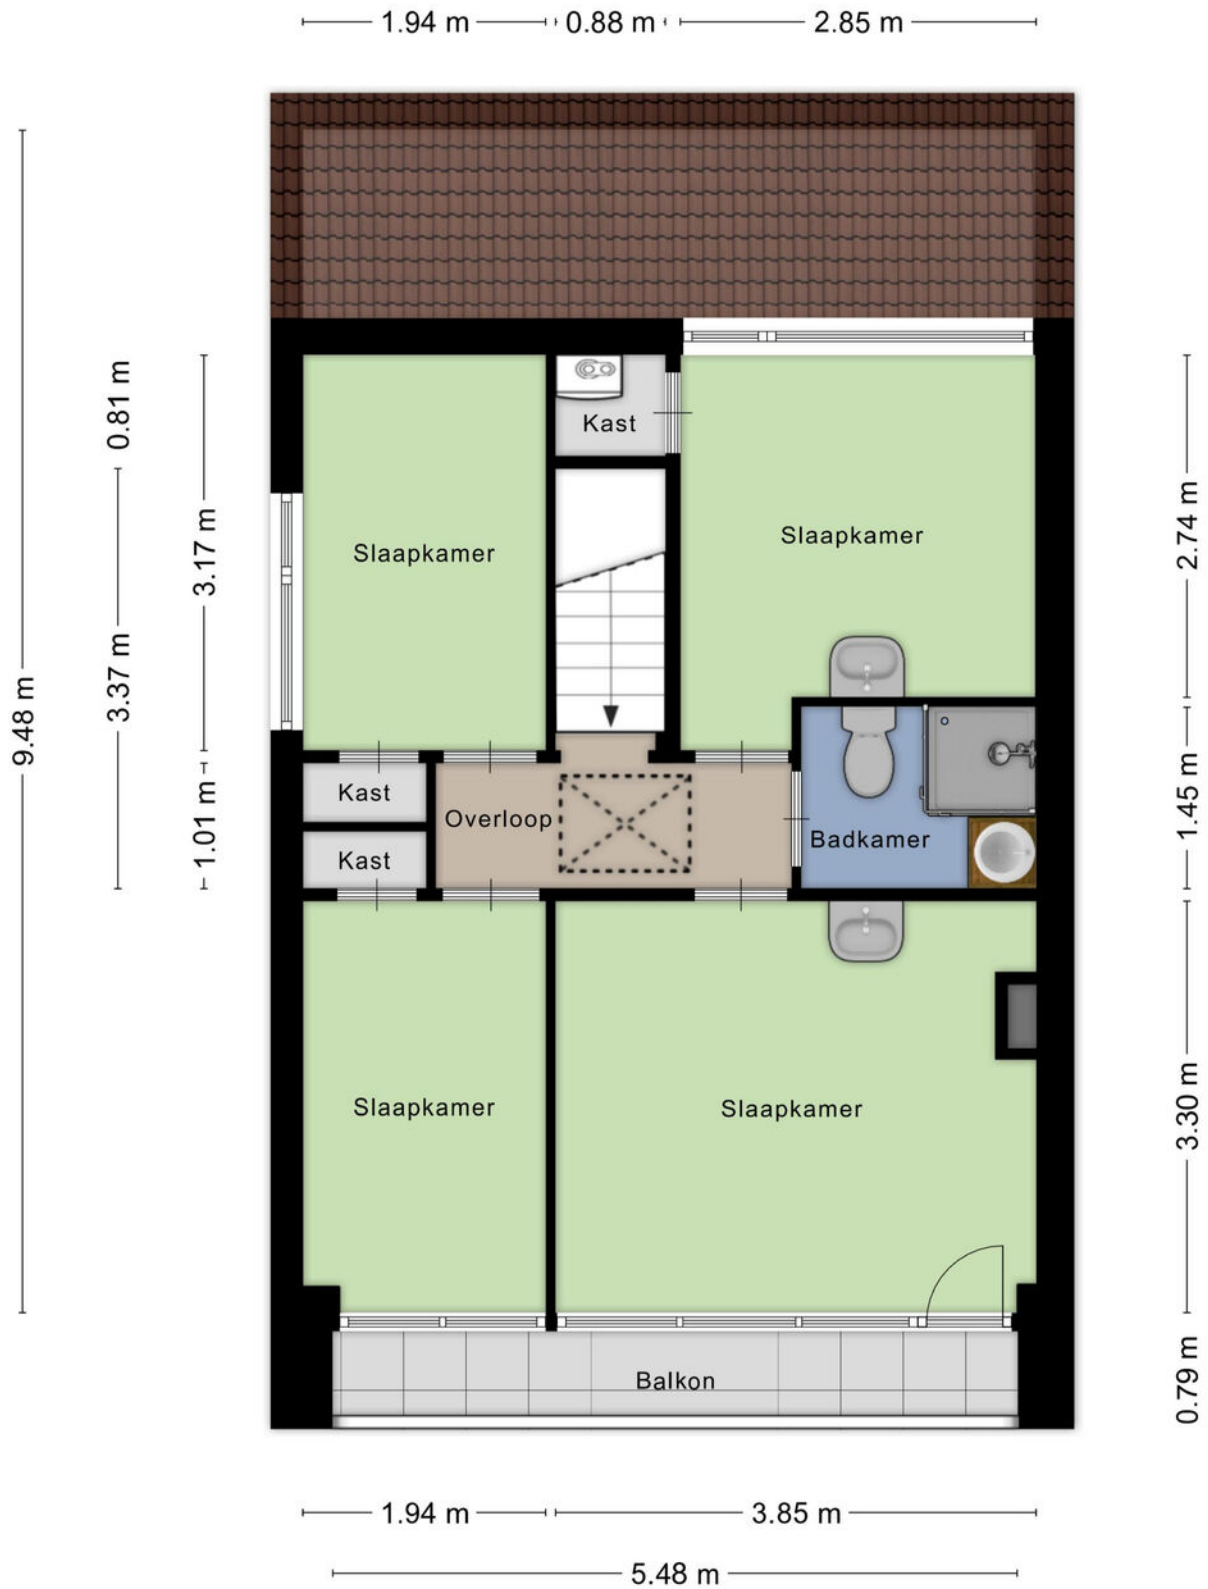 1.94 m
0.88 m
2.85 m
0.81 m
3.17 m
2.74 m
3.37 m
9.48 m
1.01 m
1.45 m
3.30 m
0.79 m
Kast
Slaapkamer
Slaapkamer
Kast
Overloop
Badkamer
Kast
Slaapkamer
Slaapkamer
Balkon
1.94 m
3.85 m
5.48 m